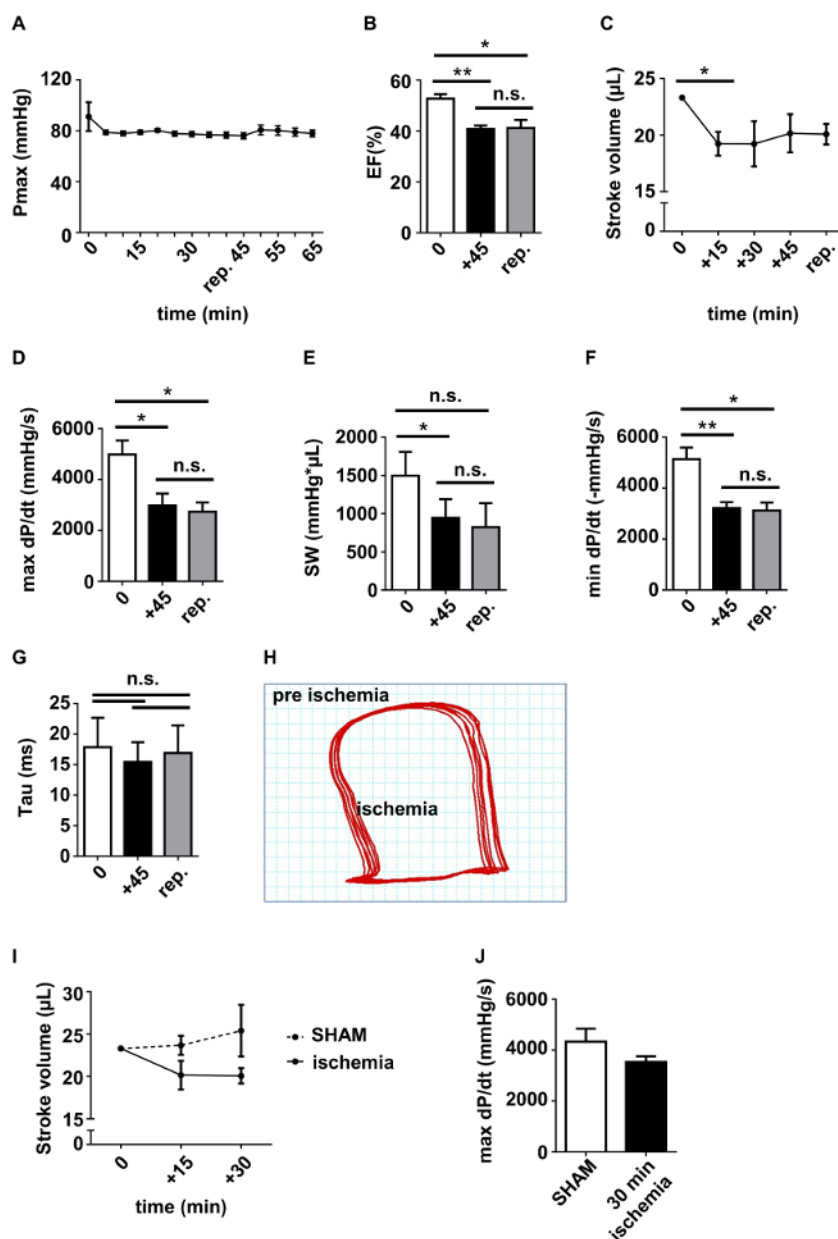 A
Pmax (mmHg)
120
80
40
0
0 15 30 rep. 45 55 65
time (min)
B
EF(%)
60
40
20
0
*
**
n.s.
0 +45 rep.
C
Stroke volume (µL)
25
20
15
0
*
0 +15 +30 +45 rep.
time (min)
D
max dP/dt (mmHg/s)
6000
4000
2000
0
*
*
n.s.
0 +45 rep.
E
SW (mmHg*µL)
2000
1500
1000
500
0
n.s.
*
n.s.
0 +45 rep.
F
min dP/dt (-mmHg/s)
6000
4000
2000
0
*
**
n.s.
0 +45 rep.
G
Tau (ms)
25
20
15
10
5
0
n.s.
0 +45 rep.
H
pre ischemia
ischemia
I
Stroke volume (µL)
30
25
20
15
0
0 +15 +30
time (min)
SHAM
ischemia
J
max dP/dt (mmHg/s)
6000
4000
2000
0
SHAM
30 min
ischemia